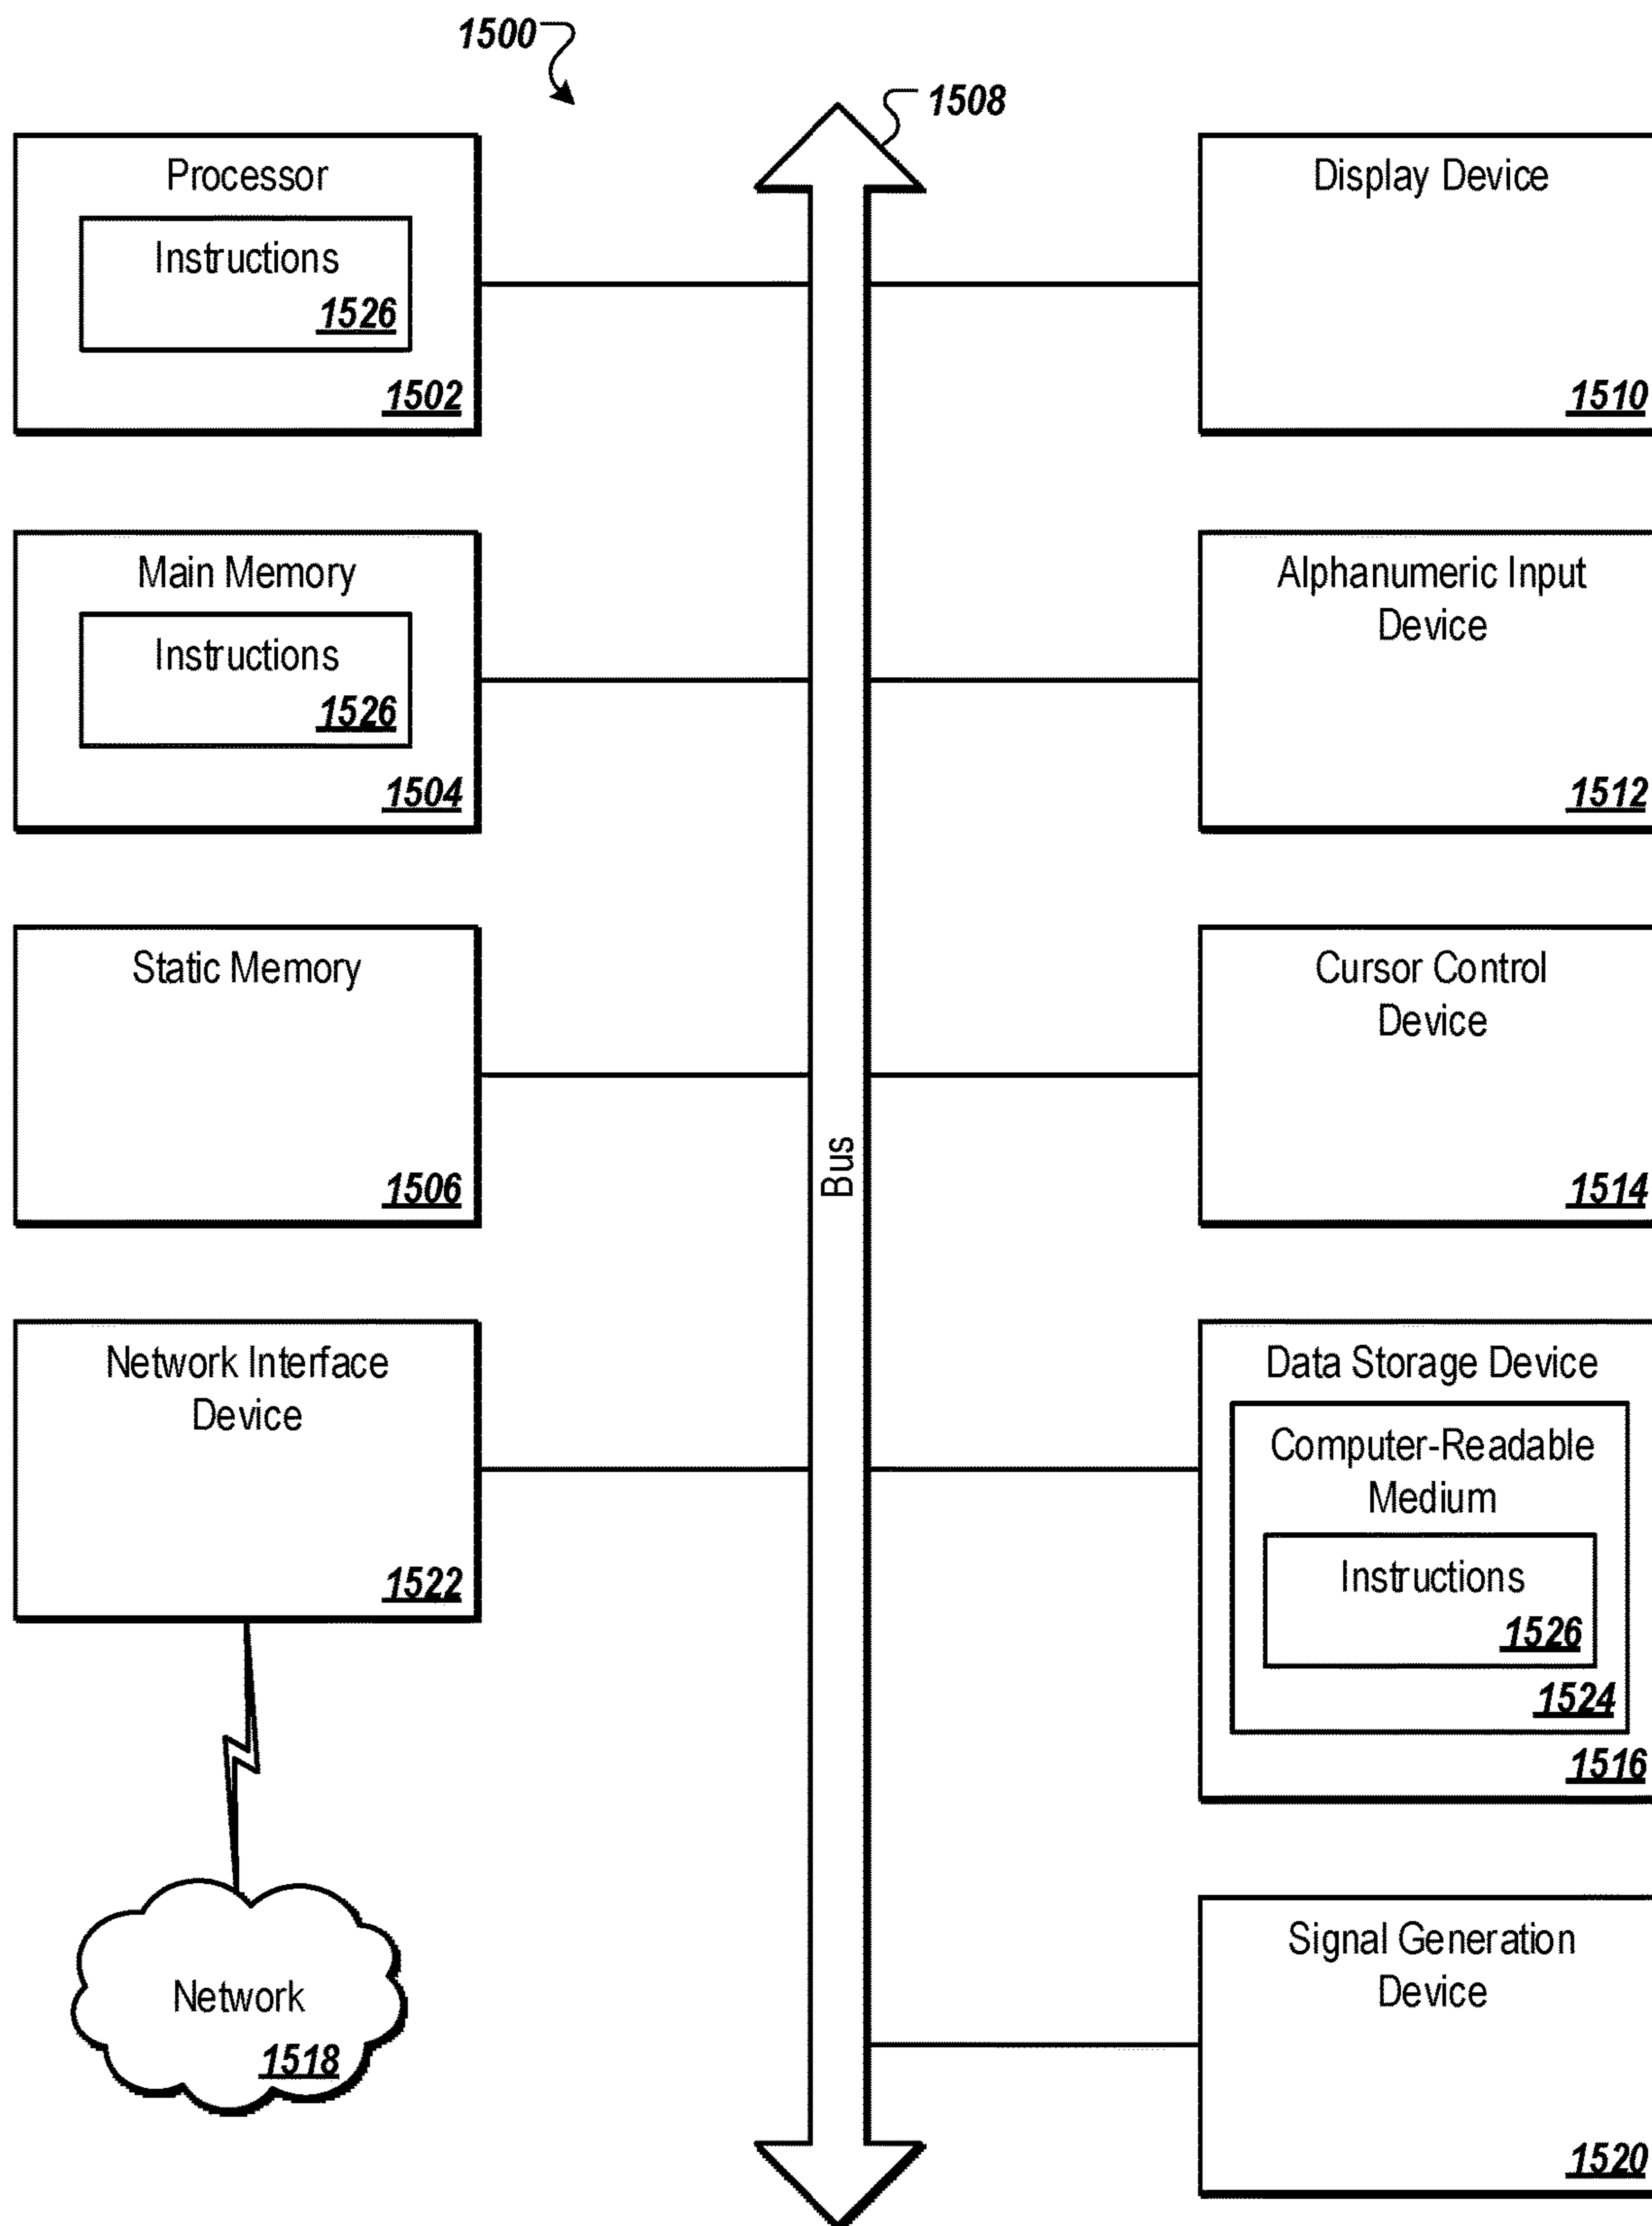 1500
1508
Processor
Instructions
1526
1502
Display Device
1510
Main Memory
Instructions
1526
1504
Alphanumeric Input
Device
1512
Static Memory
1506
Cursor Control
Device
1514
Bus
Network Interface
Device
1522
Data Storage Device
Computer-Readable
Medium
Instructions
1526
1524
1516
Network
1518
Signal Generation
Device
1520